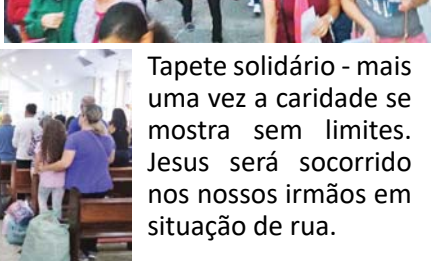 Tapete solidário - mais
uma vez a caridade se
mostra sem limites.
Jesus será socorrido
nos nossos irmãos em
situação de rua.